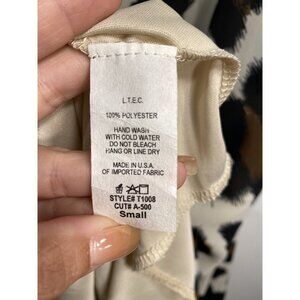 L.T.E.C.
100% POLYESTER
HAND WASH
WITH COLD WATER
DO NOT BLEACH
HANG OR LINE DRY
MADE IN U.S.A.
OF IMPORTED FABRIC
STYLE# T1008
CUT# A-500
Small